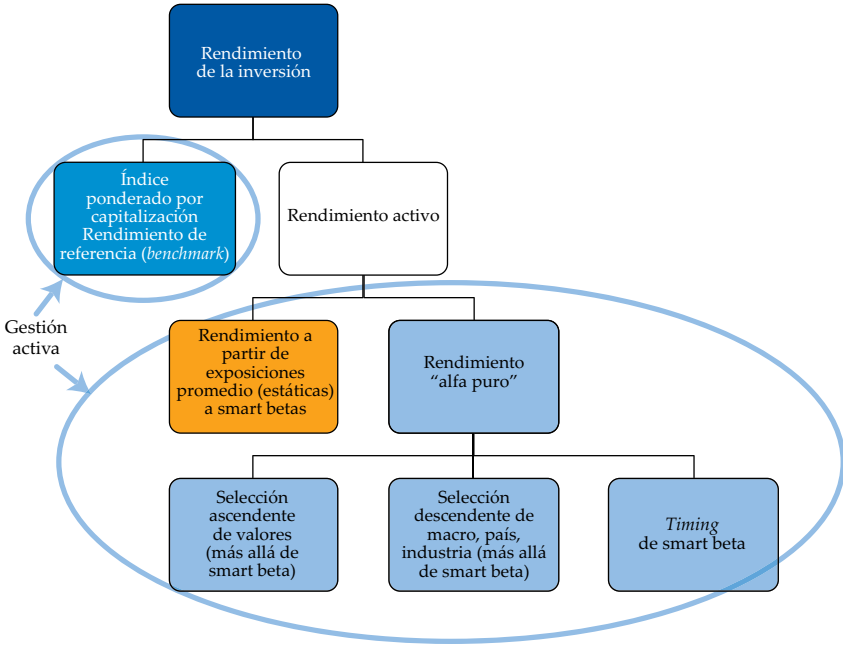 Rendimiento
de la inversión
Índice
ponderado por
capitalización
Rendimiento de
referencia (benchmark)
Rendimiento activo
Gestión
activa
Rendimiento a
partir de
exposiciones
promedio (estáticas)
a smart betas
Rendimiento
“alfa puro”
Selección
ascendente
de valores
(más allá de
smart beta)
Selección
descendente de
macro, país,
industria (más allá
de smart beta)
Timing
de smart beta